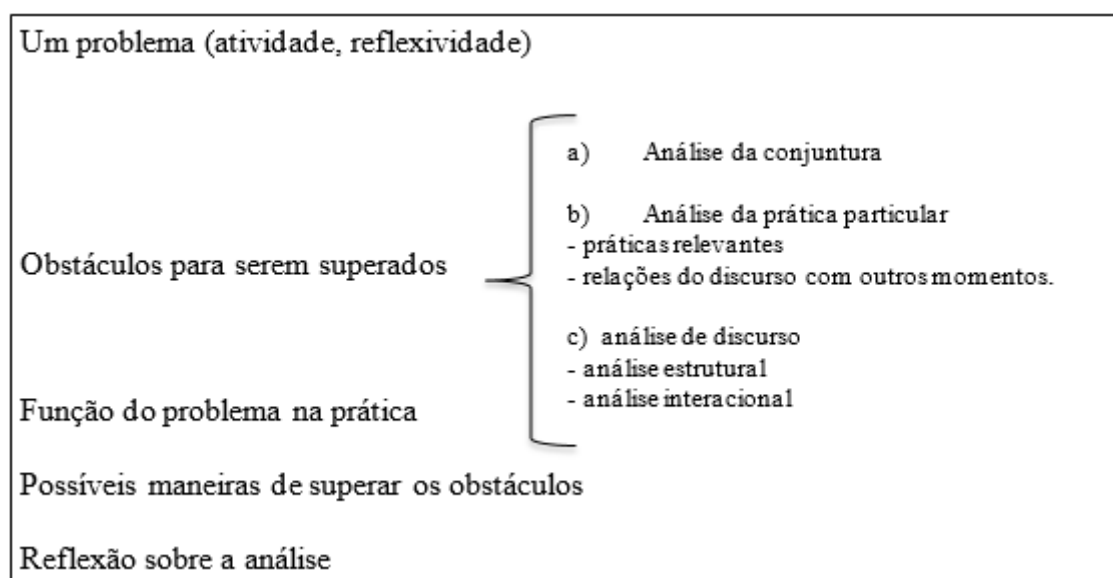 Um problema (atividade, reflexividade)
Obstáculos para serem superados
a) Análise da conjuntura
b) Análise da prática particular
- práticas relevantes
- relações do discurso com outros momentos.
c) análise de discurso
- análise estrutural
- análise interacional
Função do problema na prática
Possíveis maneiras de superar os obstáculos
Reflexão sobre a análise